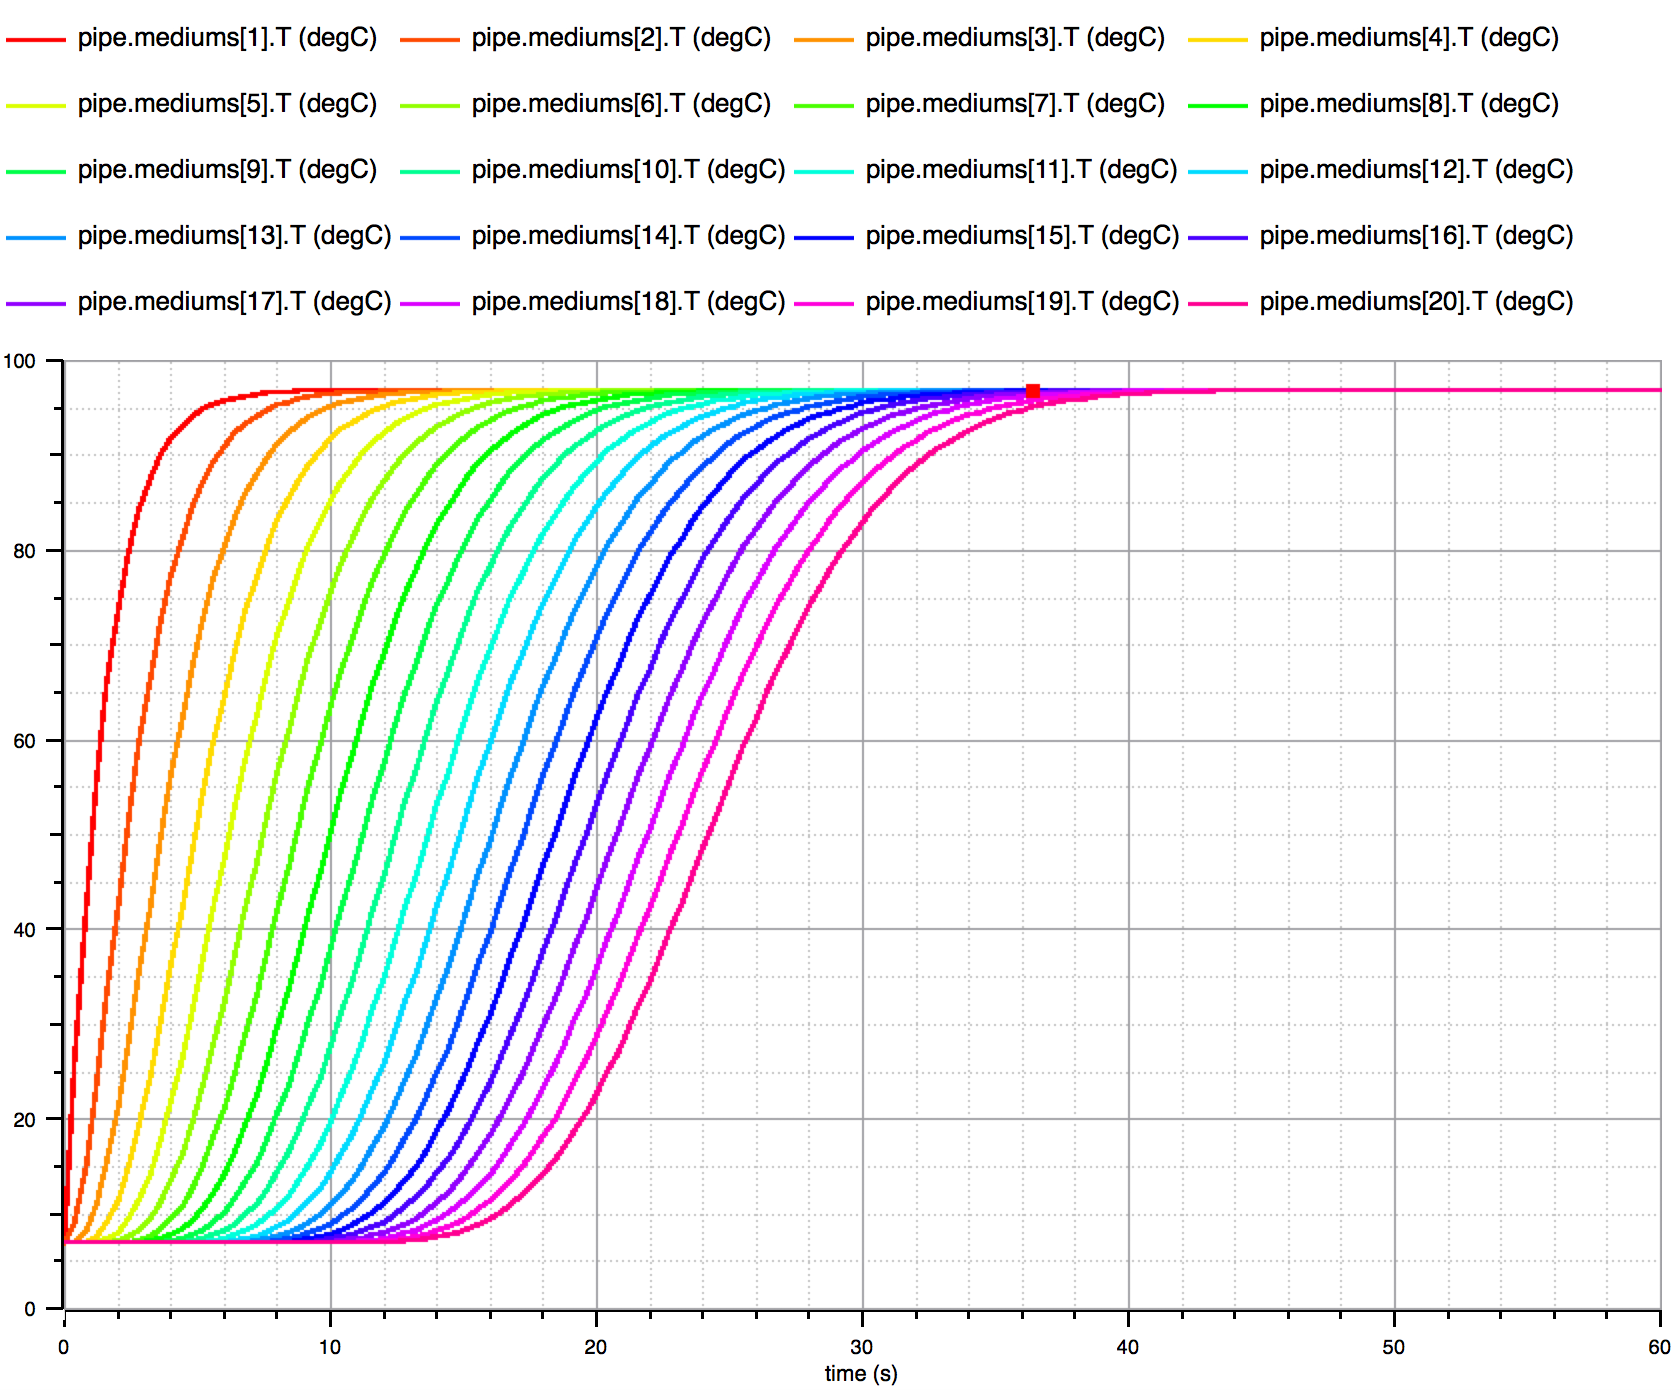 pipe.mediums[1].T (degC) pipe.mediums[2].T (degC) pipe.mediums[3].T (degC) pipe.mediums[4].T (degC)
pipe.mediums[5].T (degC) pipe.mediums[6].T (degC) pipe.mediums[7].T (degC) pipe.mediums[8].T (degC)
pipe.mediums[9].T (degC) pipe.mediums[10].T (degC) pipe.mediums[11].T (degC) pipe.mediums[12].T (degC)
pipe.mediums[13].T (degC) pipe.mediums[14].T (degC) pipe.mediums[15].T (degC) pipe.mediums[16].T (degC)
pipe.mediums[17].T (degC) pipe.mediums[18].T (degC) pipe.mediums[19].T (degC) pipe.mediums[20].T (degC)
100
80
60
40
20
0
0 10 20 30 40 50 60
time (s)